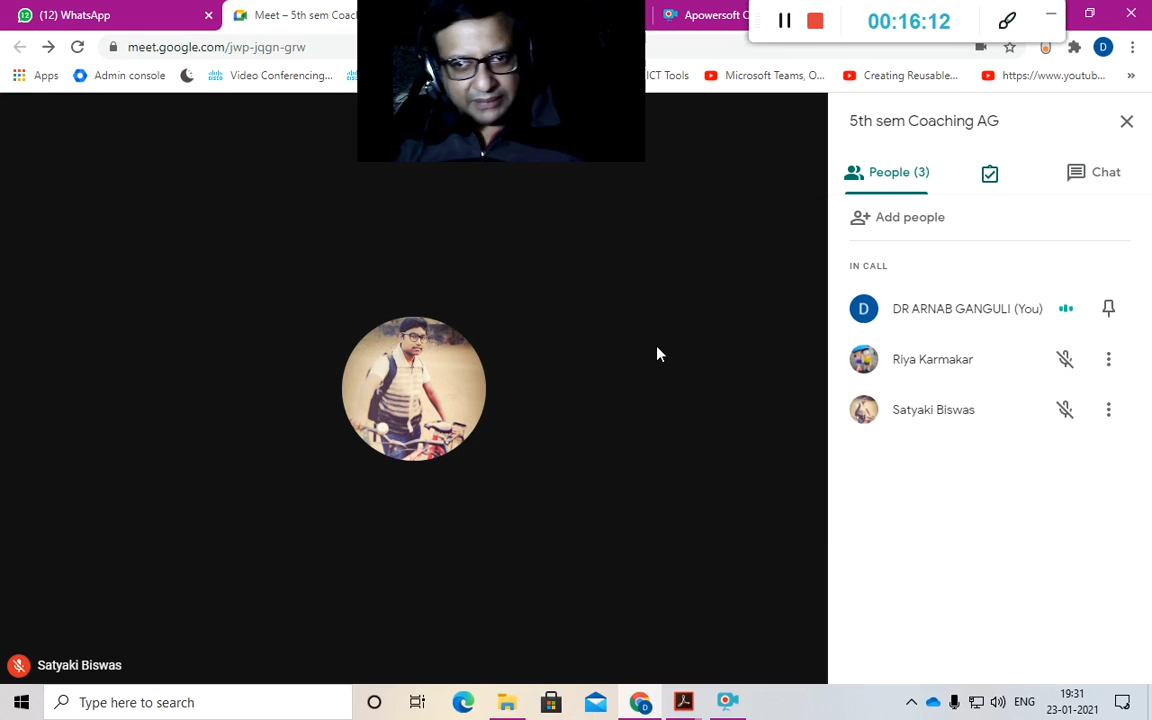 (12) WhatsApp
Meet – 5th sem Coach
Apowersoft
00:16:12
meet.google.com/jwp-jqgn-grw
D
Apps
Admin console
Video Conferencing...
ICT Tools
Microsoft Teams, O...
Creating Reusable...
https://www.youtub...
»
5th sem Coaching AG
People (3)
Chat
Add people
IN CALL
D DR ARNAB GANGULI (You)
Riya Karmakar
Satyaki Biswas
Satyaki Biswas
Type here to search
ENG
19:31
23-01-2021